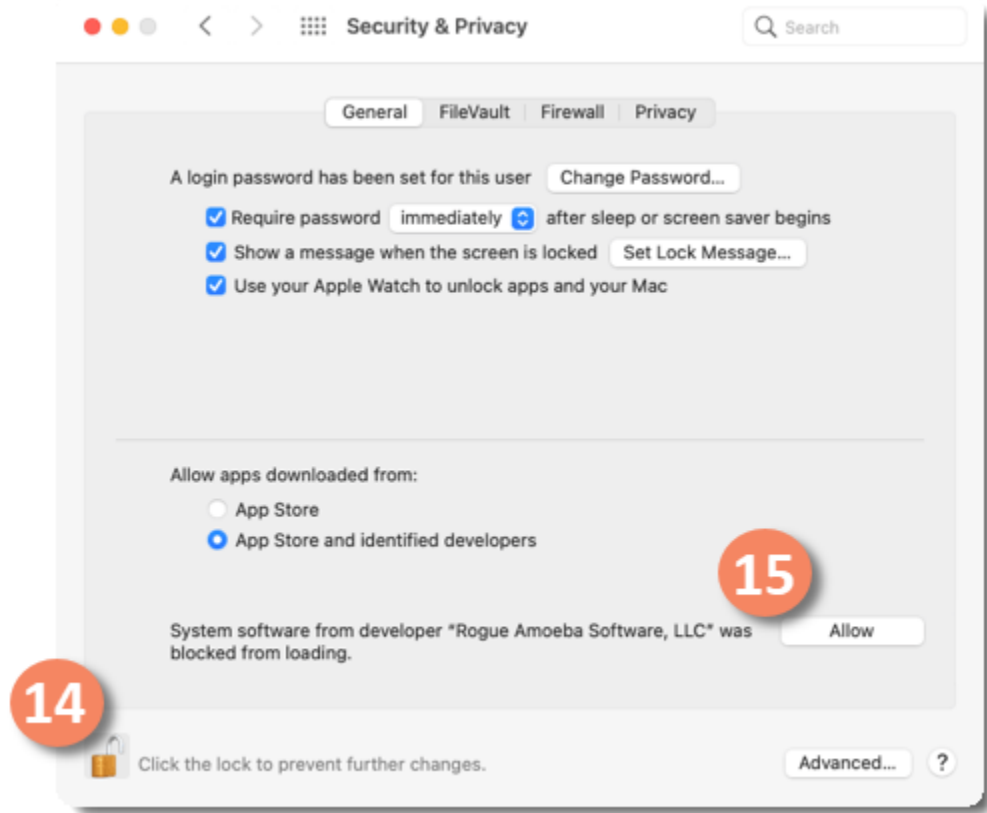 Security & Privacy
Search
General FileVault Firewall Privacy
A login password has been set for this user Change Password...
Require password immediately after sleep or screen saver begins
Show a message when the screen is locked Set Lock Message...
Use your Apple Watch to unlock apps and your Mac
Allow apps downloaded from:
App Store
App Store and identified developers
15
System software from developer "Rogue Amoeba Software, LLC" was Allow
blocked from loading.
14
Click the lock to prevent further changes. Advanced... ?